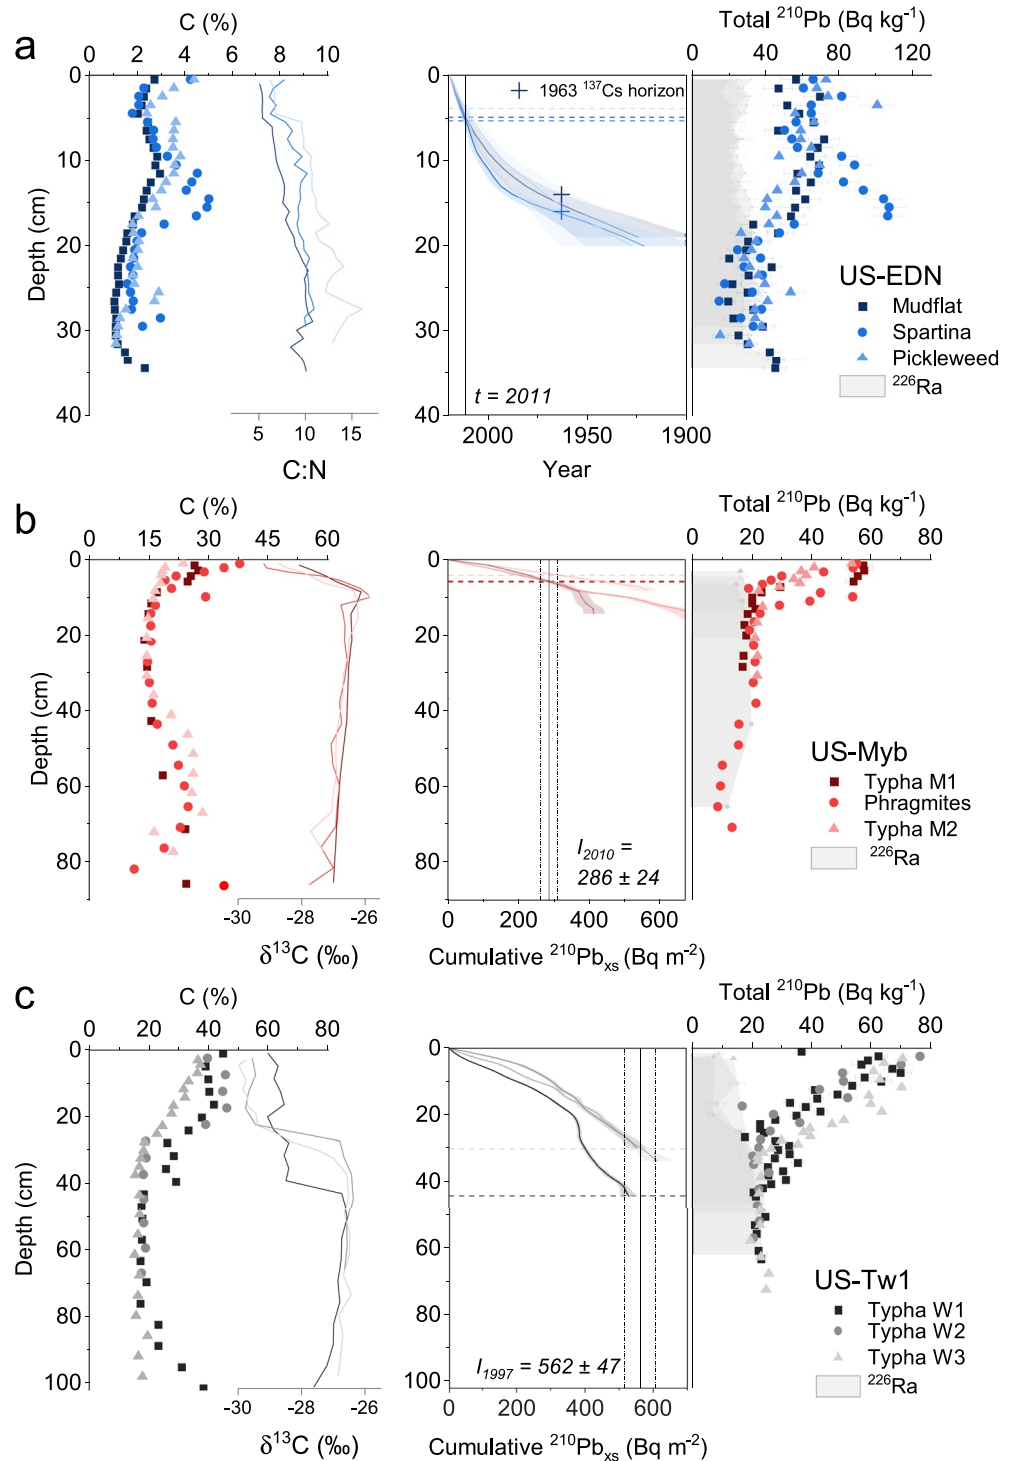 a
C (%)
0 2 4 6 8 10
Total ²¹⁰Pb (Bq kg⁻¹)
0 40 80 120
Depth (cm)
0
10
20
30
40
5 10 15
C:N
1963 ¹³⁷Cs horizon
t = 2011
2000 1950 1900
Year
US-EDN
Mudflat
Spartina
Pickleweed
²²⁶Ra
b
C (%)
0 15 30 45 60
Total ²¹⁰Pb (Bq kg⁻¹)
0 20 40 60 80
Depth (cm)
0
20
40
60
80
-30 -28 -26
δ¹³C (‰)
I₂₀₁₀ =
286 ± 24
0 200 400 600
Cumulative ²¹⁰Pbₓₛ (Bq m⁻²)
US-Myb
Typha M1
Phragmites
Typha M2
²²⁶Ra
c
C (%)
0 20 40 60 80
Total ²¹⁰Pb (Bq kg⁻¹)
0 20 40 60 80
Depth (cm)
0
20
40
60
80
100
-30 -28 -26
δ¹³C (‰)
0
20
40
60
80
100
I₁₉₉₇ = 562 ± 47
0 200 400 600
Cumulative ²¹⁰Pbₓₛ (Bq m⁻²)
US-Tw1
Typha W1
Typha W2
Typha W3
²²⁶Ra